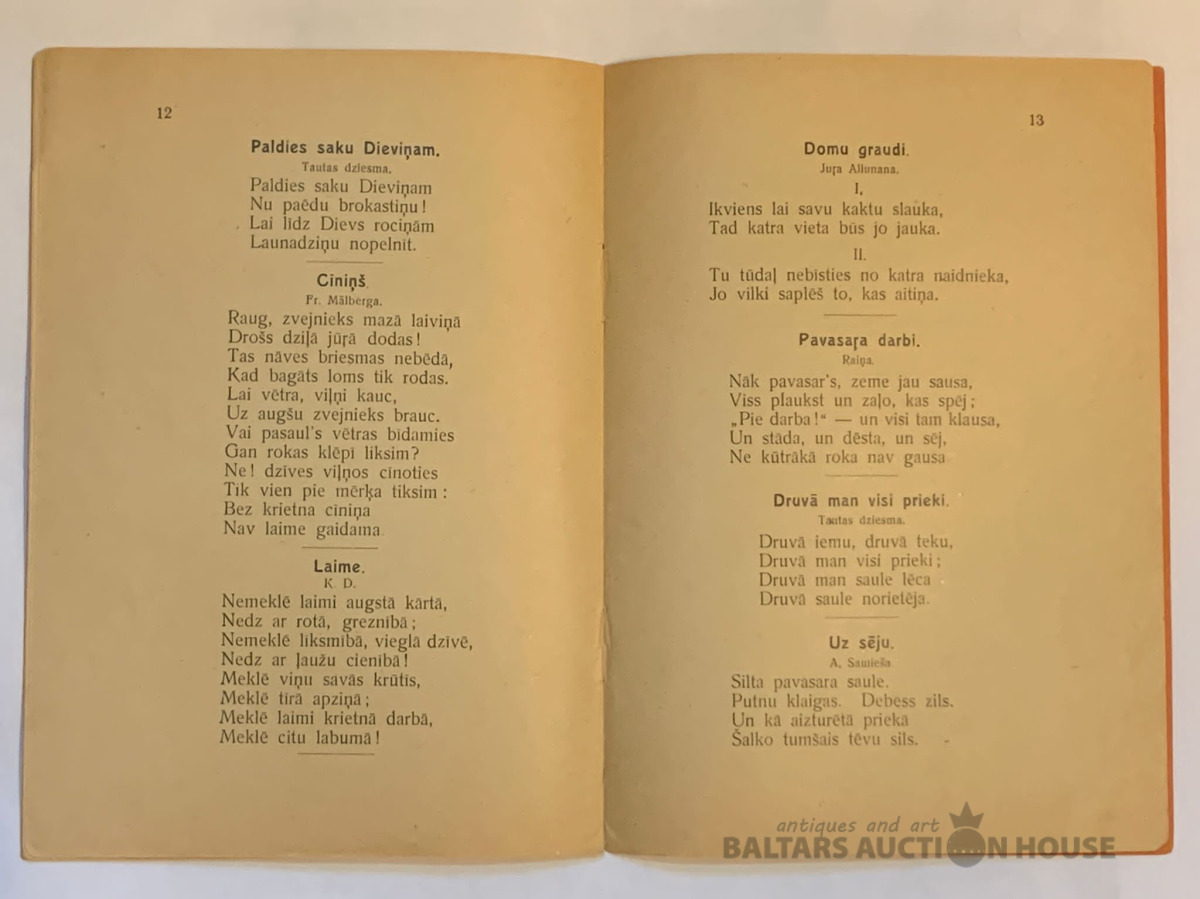 12
Paldies saku Dieviņam.
Tautas dziesma.
Paldies saku Dieviņam
Nu paēdu brokastiņu!
Lai līdz Dievs rociņām
Launadziņu nopelnīt.
Cīniņš.
Fr. Mālberga.
Raug, zvejnieks mazā laiviņā
Drošs dziļā jūŗā dodas!
Tas nāves briesmas nebēdā,
Kad bagāts loms tik rodas.
Lai vētra, viļņi kauc,
Uz augšu zvejnieks brauc.
Vai pasaul's vētras bīdamies
Gan rokas klēpī liksim?
Ne! dzīves viļņos cīnoties
Tik vien pie mērķa tiksim:
Bez krietna cīniņa
Nav laime gaidama.
Laime.
K. D.
Nemeklē laimi augstā kārtā,
Nedz ar rotā, greznībā;
Nemeklē līksmībā, vieglā dzīvē,
Nedz ar ļaužu cienībā!
Meklē viņu savās krūtīs,
Meklē tīrā apziņā;
Meklē laimi krietnā darbā,
Meklē citu labumā!
13
Domu graudi.
Juŗa Allunana.
I.
Ikviens lai savu kaktu slauka,
Tad katra vieta būs jo jauka.
II.
Tu tūdaļ nebīsties no katra naidnieka,
Jo vilki saplēš to, kas aitiņa.
Pavasaŗa darbi.
Raiņa.
Nāk pavasar's, zeme jau sausa,
Viss plaukst un zaļo, kas spēj;
„Pie darba!“ — un visi tam klausa,
Un stāda, un dēsta, un sēj,
Ne kūtrākā roka nav gausa
Druvā man visi prieki.
Tautas dziesma.
Druvā iemu, druvā teku,
Druvā man visi prieki;
Druvā man saule lēca
Druvā saule norietēja.
Uz sēju.
A. Saulieša
Silta pavasara saule.
Putnu klaigas. Debess zils.
Un kā aizturētā priekā
Šalko tumšais tēvu sils.
antiques and art
BALTARS AUCTION HOUSE